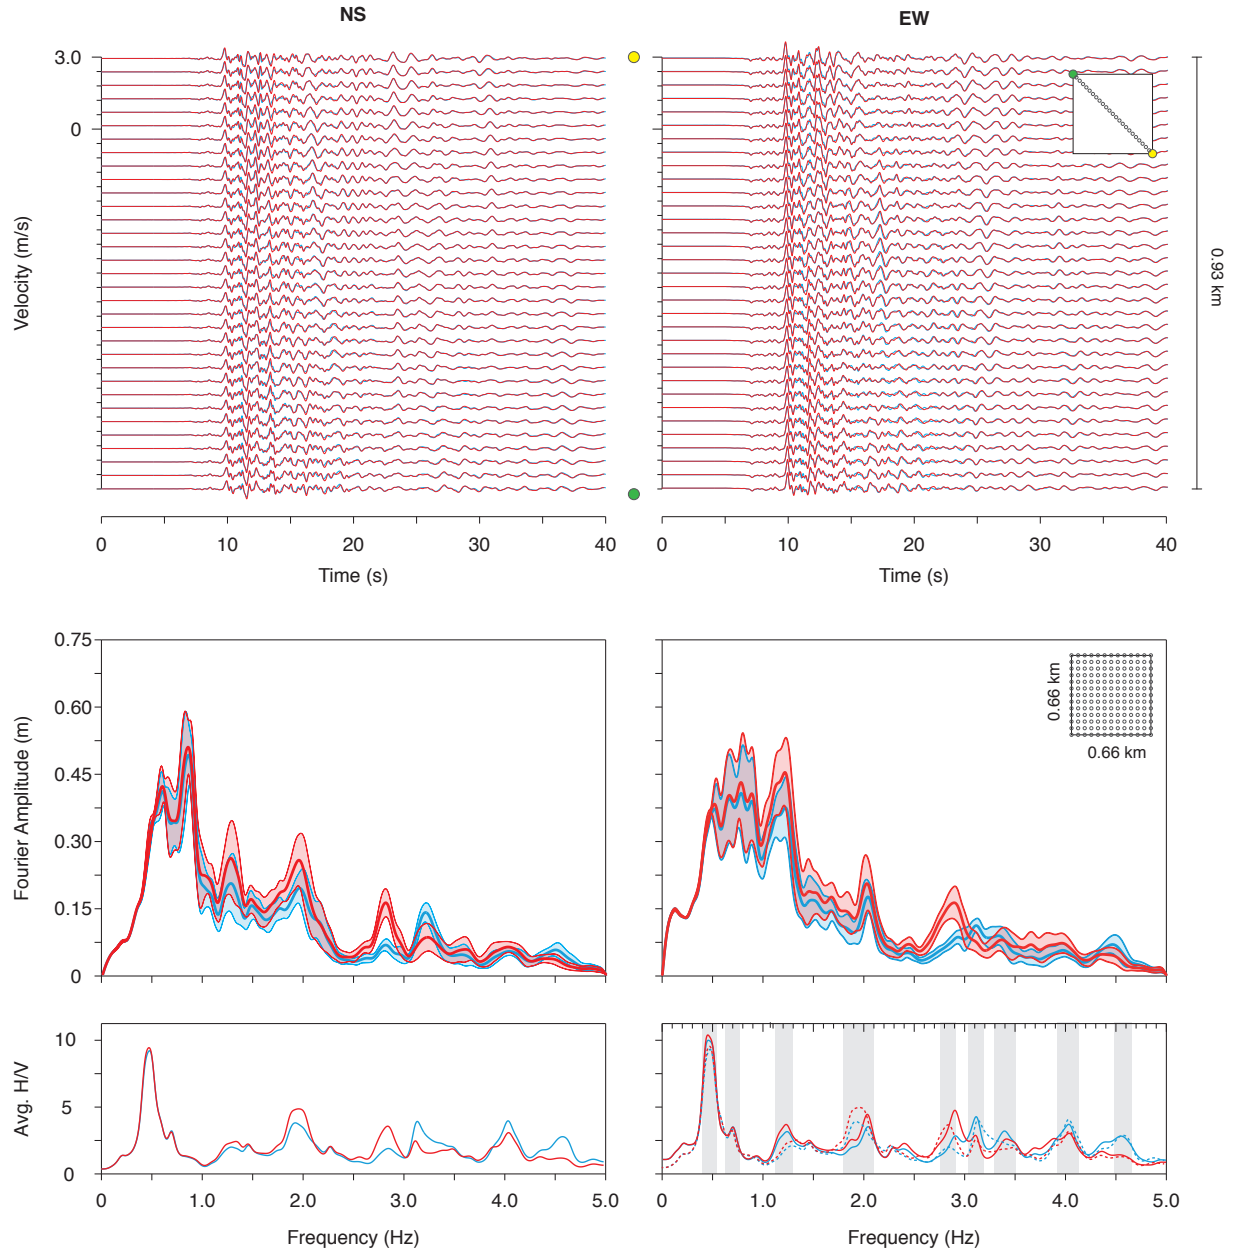 NS
EW
3.0
0
Velocity (m/s)
0.93 km
0 10 20 30 40
0 10 20 30 40
Time (s)
Time (s)
0.75
0.60
0.45
0.30
0.15
0
Fourier Amplitude (m)
0.66 km
0.66 km
10
5
0
Avg. H/V
0 1.0 2.0 3.0 4.0 5.0
0 1.0 2.0 3.0 4.0 5.0
Frequency (Hz)
Frequency (Hz)